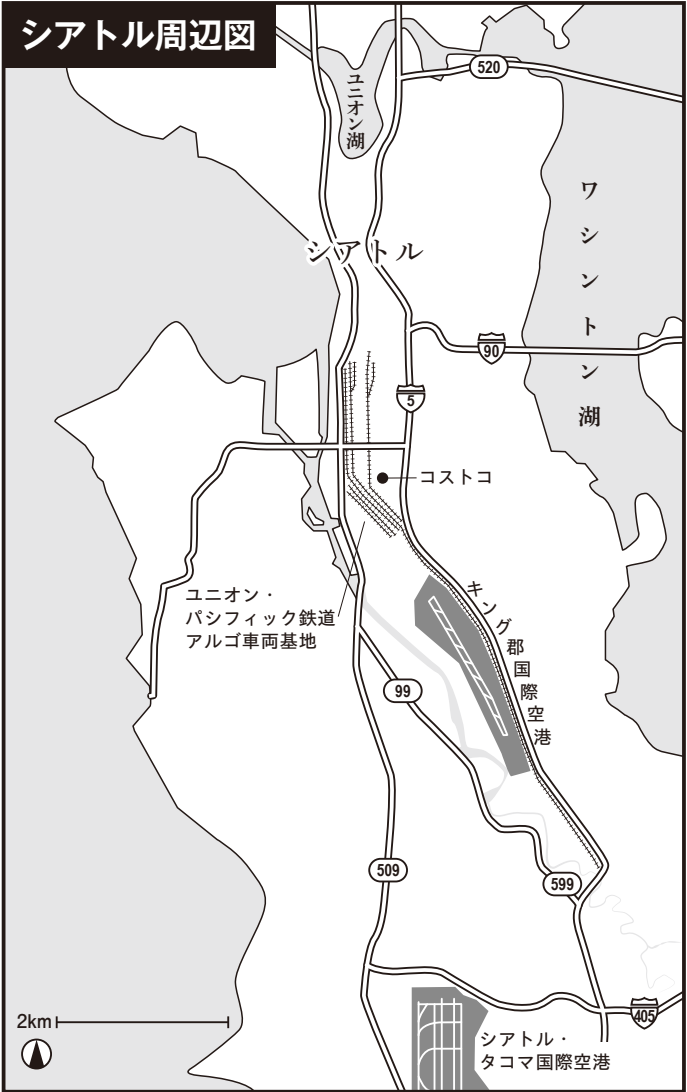 シアトル周辺図
520
ユニオン湖
ワシントン湖
シアトル
90
5
コストコ
ユニオン・
パシフィック鉄道
アルゴ車両基地
キング郡国際空港
99
509
599
405
2km
シアトル・
タコマ国際空港